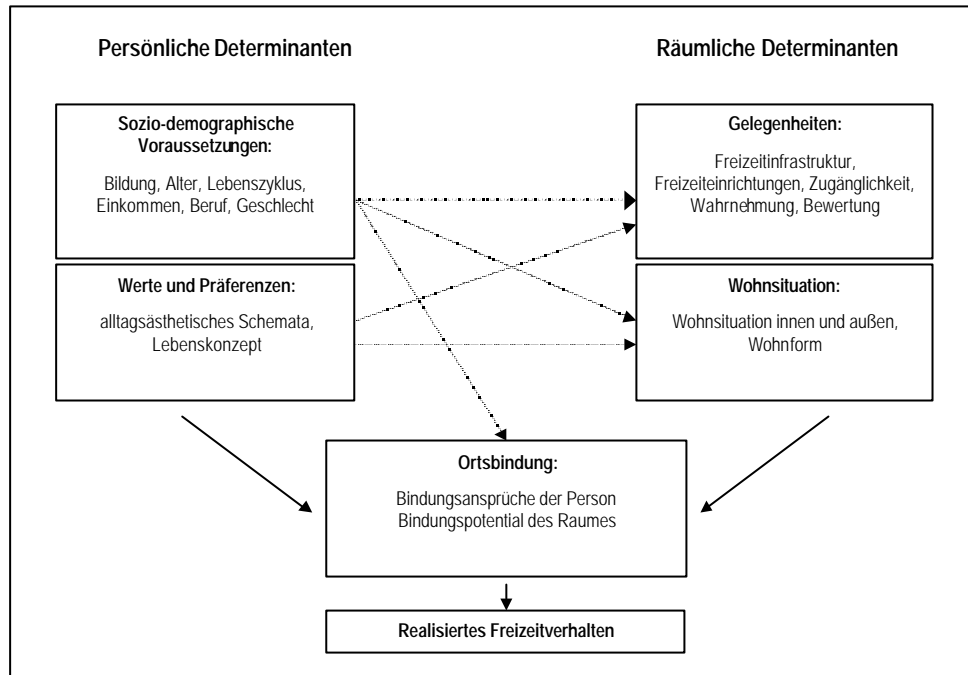 Persönliche Determinanten
Räumliche Determinanten
Sozio-demographische
Voraussetzungen:
Bildung, Alter, Lebenszyklus,
Einkommen, Beruf, Geschlecht
Gelegenheiten:
Freizeitinfrastruktur,
Freizeiteinrichtungen, Zugänglichkeit,
Wahrnehmung, Bewertung
Werte und Präferenzen:
alltagsästhetisches Schemata,
Lebenskonzept
Wohnsituation:
Wohnsituation innen und außen,
Wohnform
Ortsbindung:
Bindungsansprüche der Person
Bindungspotential des Raumes
Realisiertes Freizeitverhalten